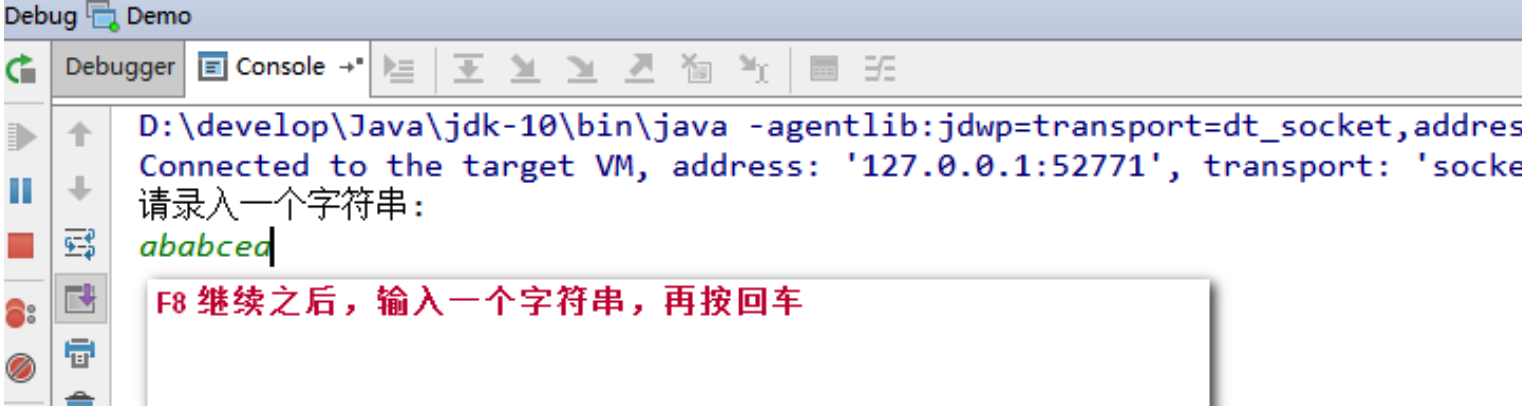 Debug Demo
Debugger Console
D:\develop\Java\jdk-10\bin\java -agentlib:jdwp=transport=dt_socket,addres
Connected to the target VM, address: '127.0.0.1:52771', transport: 'socke
请录入一个字符串:
ababcea
F8 继续之后，输入一个字符串，再按回车